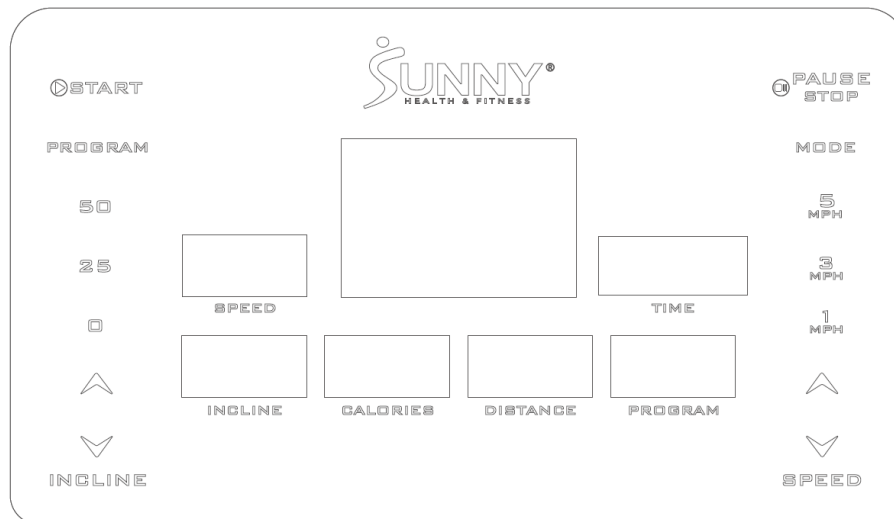 START
SUNNY®
HEALTH & FITNESS
PAUSE
STOP
PROGRAM
MODE
50
5
MPH
25
3
MPH
SPEED
TIME
0
1
MPH
INCLINE
CALORIES
DISTANCE
PROGRAM
INCLINE
SPEED